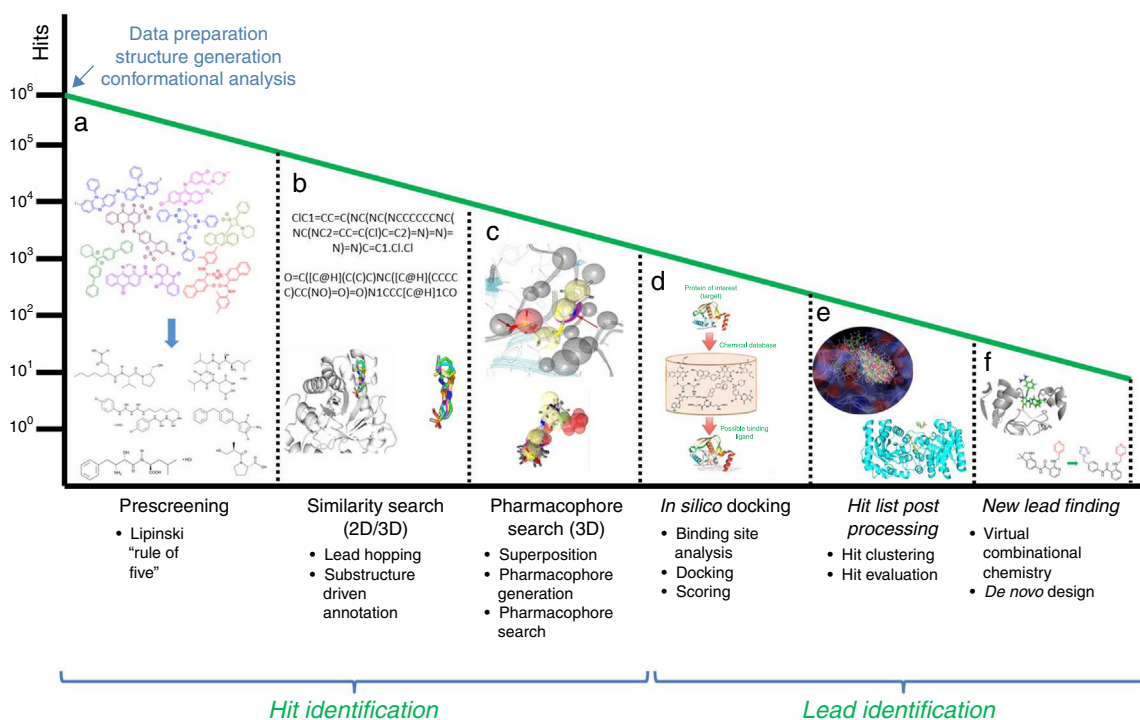 Hits
Data preparation
structure generation
conformational analysis
10^6
10^5
10^4
10^3
10^2
10^1
10^0
a
b
ClC1=CC=C(NC(NC(NCCCCCCNC(
NC(NC2=CC=C(Cl)C=C2)=N)=N)=
N)=N)C=C1.Cl.Cl
O=C([C@H](C(C)C)NC([C@H](CCCC
C)CC(NO)=O)=O)N1CCC[C@H]1CO
c
d
Protein of interest
(target)
Chemical database
Possible binding
ligand
e
f
Prescreening
• Lipinski
"rule of
five"
Similarity search
(2D/3D)
• Lead hopping
• Substructure
driven
annotation
Pharmacophore
search (3D)
• Superposition
• Pharmacophore
generation
• Pharmacophore
search
In silico docking
• Binding site
analysis
• Docking
• Scoring
Hit list post
processing
• Hit clustering
• Hit evaluation
New lead finding
• Virtual
combinational
chemistry
• De novo design
Hit identification
Lead identification